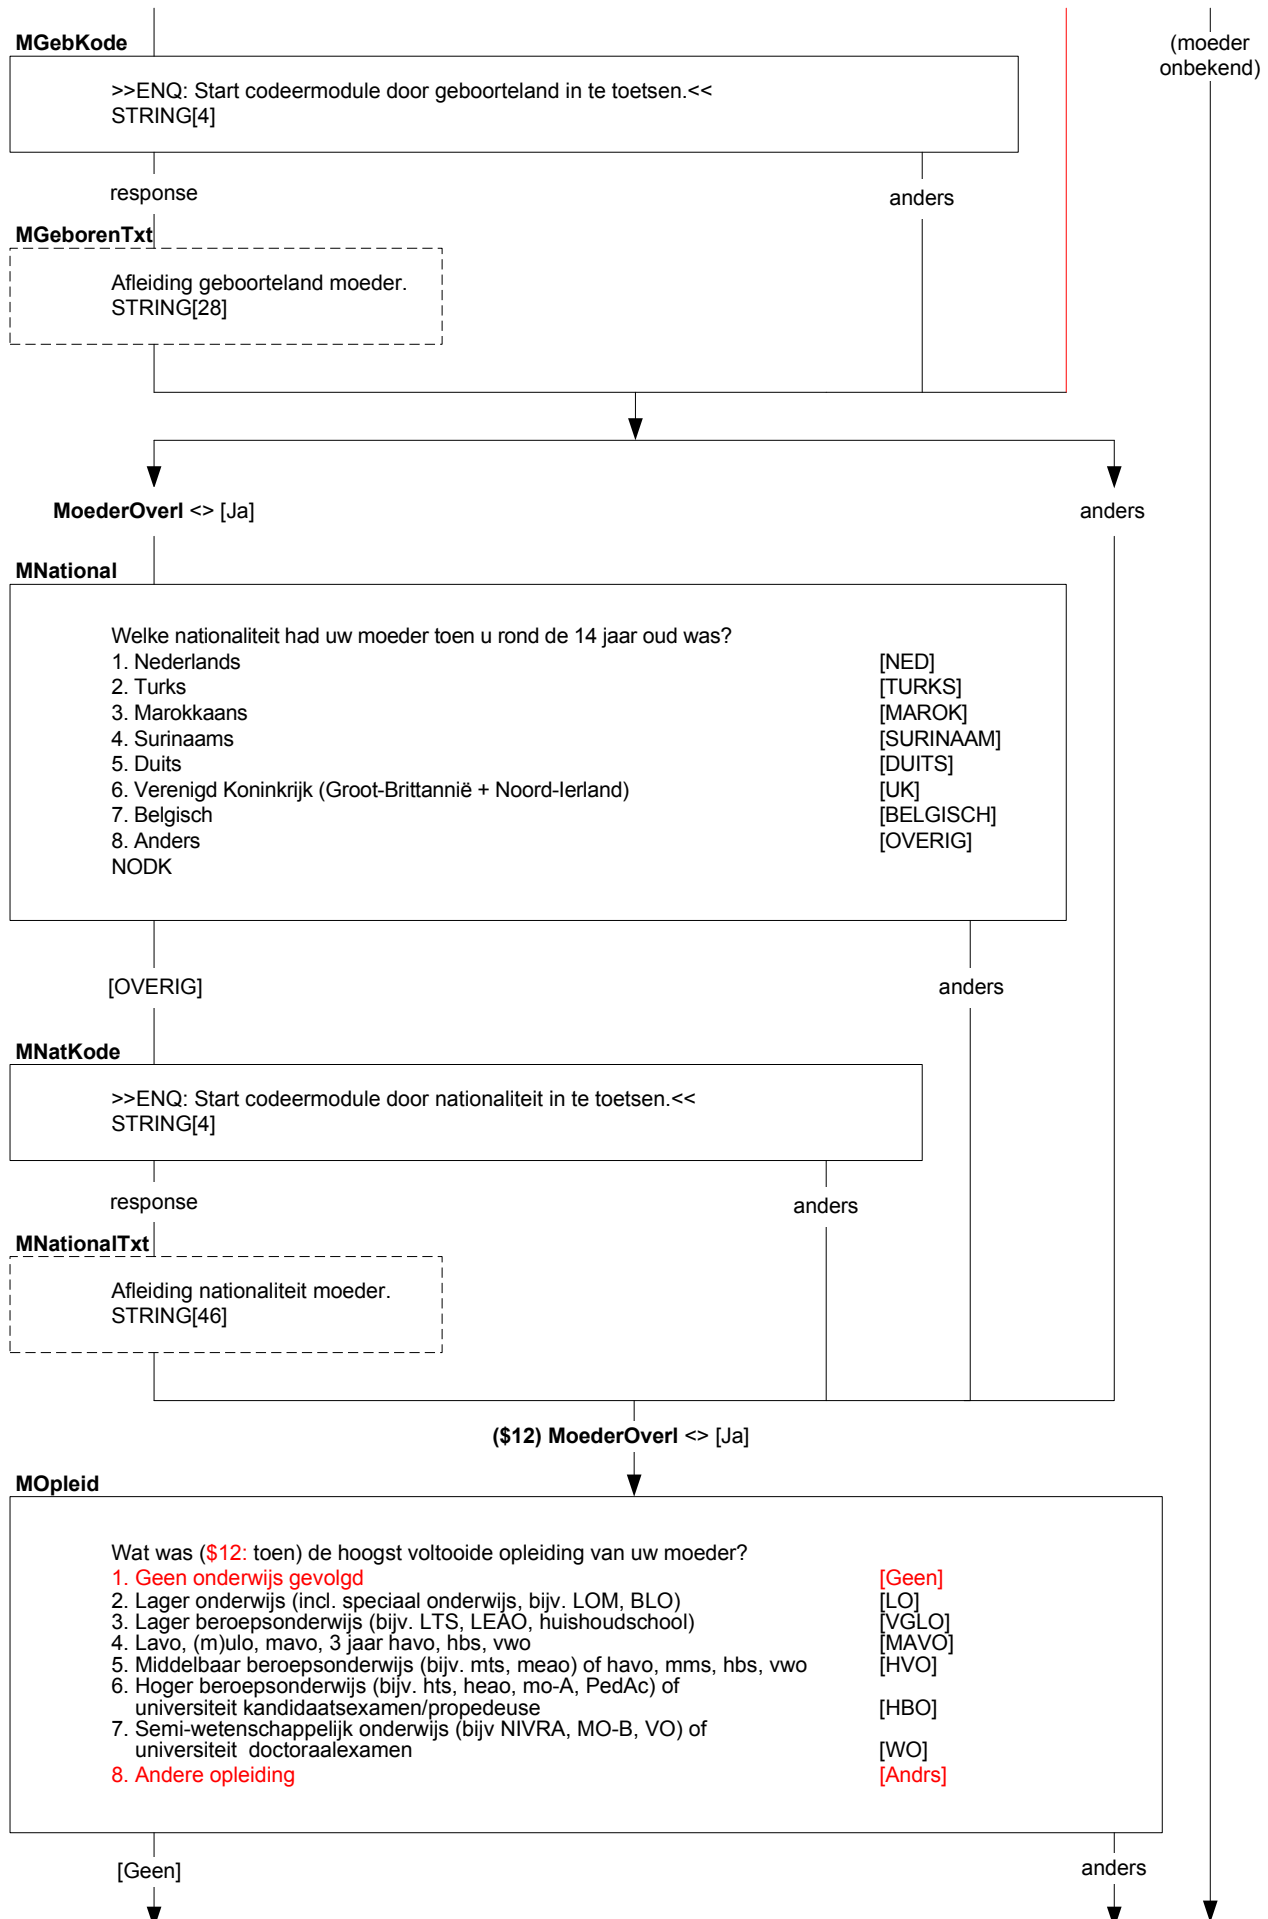 MGebKode
(moeder
onbekend)
>>ENQ: Start codeermodule door geboorteland in te toetsen.<<
STRING[4]
response
anders
MGeborenTxt
Afleiding geboorteland moeder.
STRING[28]
MoederOverl <> [Ja]
anders
MNational
Welke nationaliteit had uw moeder toen u rond de 14 jaar oud was?
1. Nederlands [NED]
2. Turks [TURKS]
3. Marokkaans [MAROK]
4. Surinaams [SURINAAM]
5. Duits [DUITS]
6. Verenigd Koninkrijk (Groot-Brittannië + Noord-Ierland) [UK]
7. Belgisch [BELGISCH]
8. Anders [OVERIG]
NODK
[OVERIG]
anders
MNatKode
>>ENQ: Start codeermodule door nationaliteit in te toetsen.<<
STRING[4]
response
anders
MNationalTxt
Afleiding nationaliteit moeder.
STRING[46]
($12) MoederOverl <> [Ja]
MOpleid
Wat was ($12: toen) de hoogst voltooide opleiding van uw moeder?
1. Geen onderwijs gevolgd [Geen]
2. Lager onderwijs (incl. speciaal onderwijs, bijv. LOM, BLO) [LO]
3. Lager beroepsonderwijs (bijv. LTS, LEAO, huishoudschool) [VGLO]
4. Lavo, (m)ulo, mavo, 3 jaar havo, hbs, vwo [MAVO]
5. Middelbaar beroepsonderwijs (bijv. mts, meao) of havo, mms, hbs, vwo [HVO]
6. Hoger beroepsonderwijs (bijv. hts, heao, mo-A, PedAc) of
universiteit kandidaatsexamen/propedeuse [HBO]
7. Semi-wetenschappelijk onderwijs (bijv NIVRA, MO-B, VO) of
universiteit doctoraalexamen [WO]
8. Andere opleiding [Andrs]
[Geen]
anders